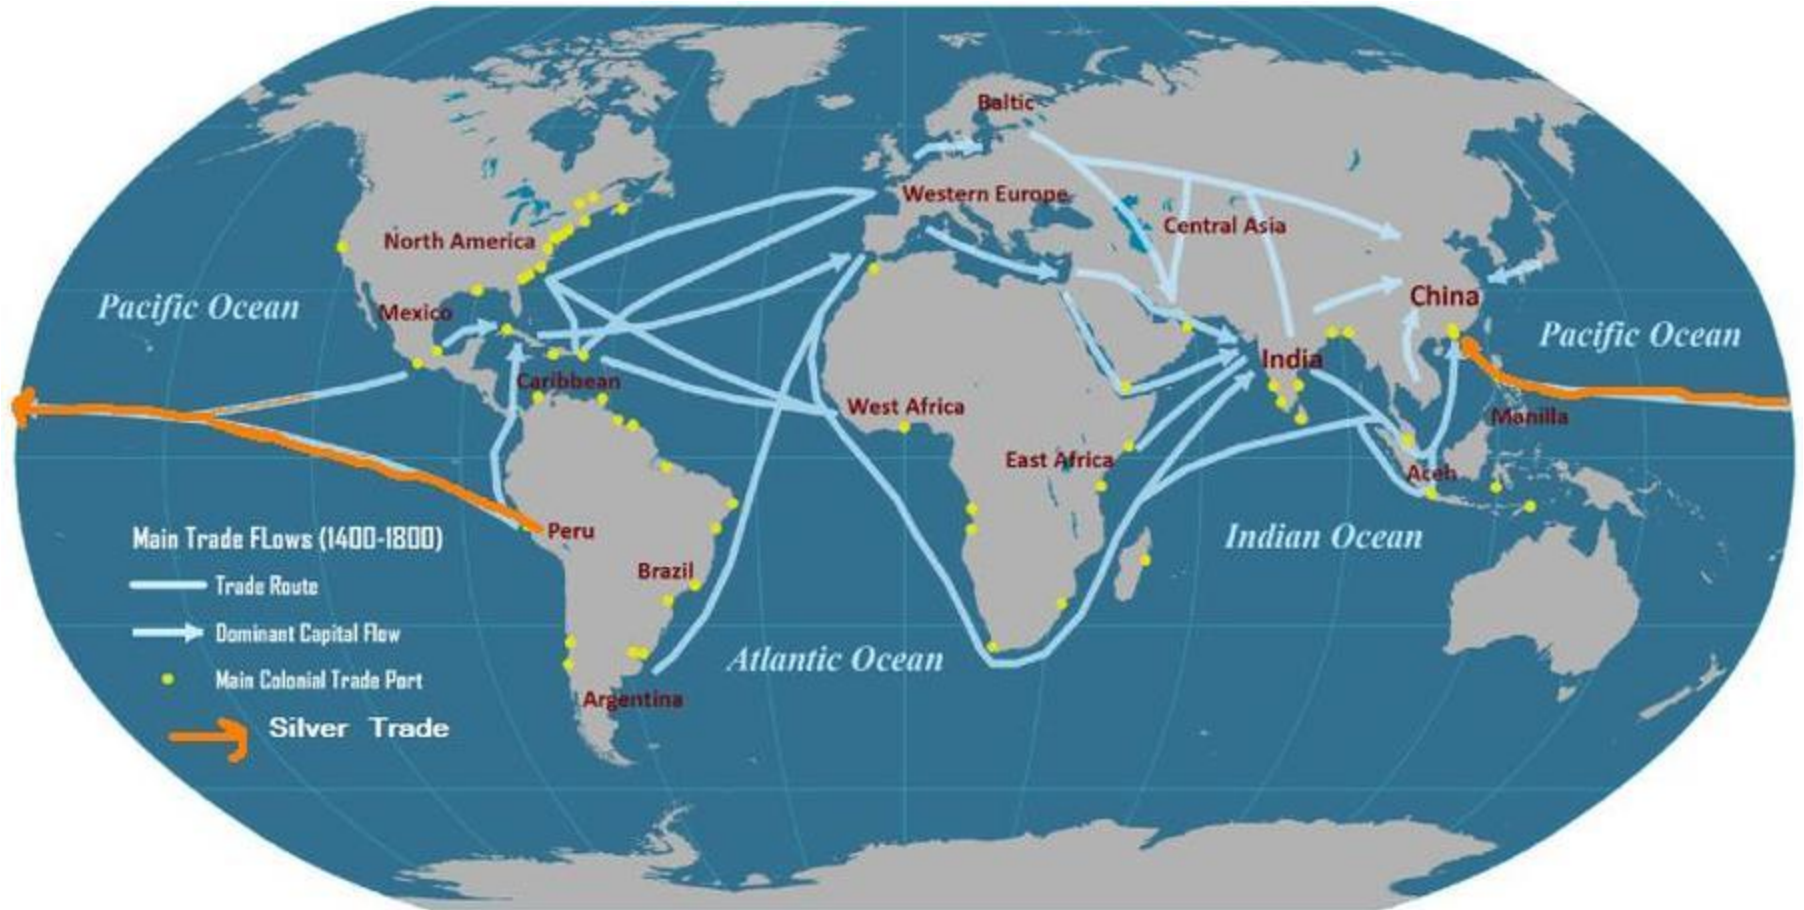 Baltic
Western Europe
Central Asia
North America
Pacific Ocean
Mexico
China
Pacific Ocean
India
Caribbean
West Africa
Manilla
East Africa
Aceh
Peru
Indian Ocean
Brazil
Atlantic Ocean
Argentina
Main Trade FLows (1400-1800)
Trade Route
Dominant Capital Flow
Main Colonial Trade Port
Silver Trade